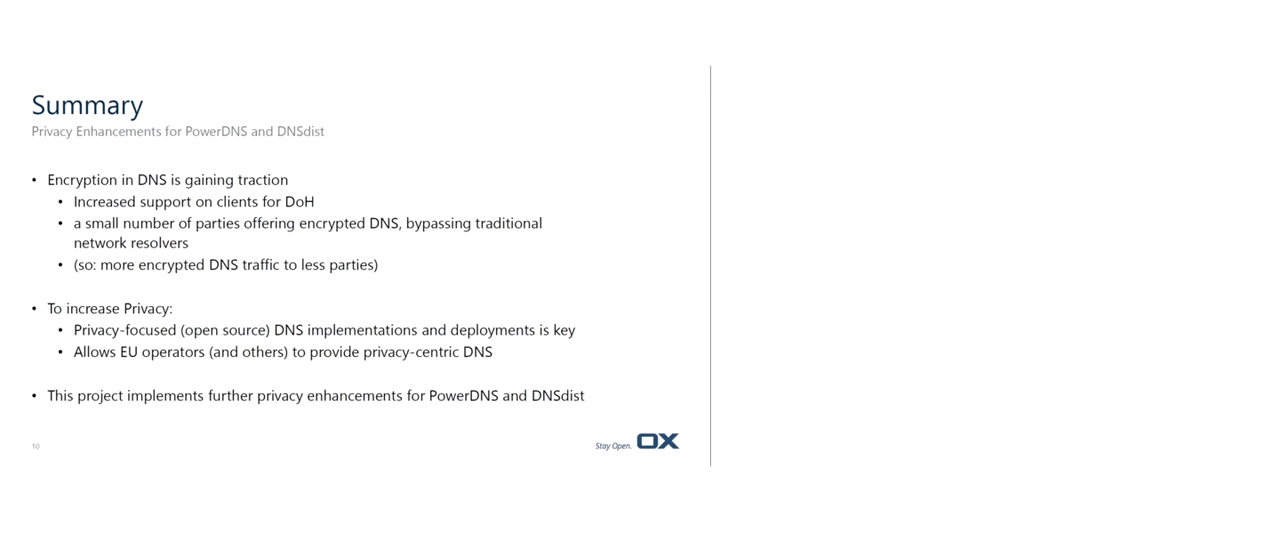 Summary
Privacy Enhancements for PowerDNS and DNSdist
• Encryption in DNS is gaining traction
• Increased support on clients for DoH
• a small number of parties offering encrypted DNS, bypassing traditional
network resolvers
• (so: more encrypted DNS traffic to less parties)
• To increase Privacy:
• Privacy-focused (open source) DNS implementations and deployments is key
• Allows EU operators (and others) to provide privacy-centric DNS
• This project implements further privacy enhancements for PowerDNS and DNSdist
10
Stay Open. OX